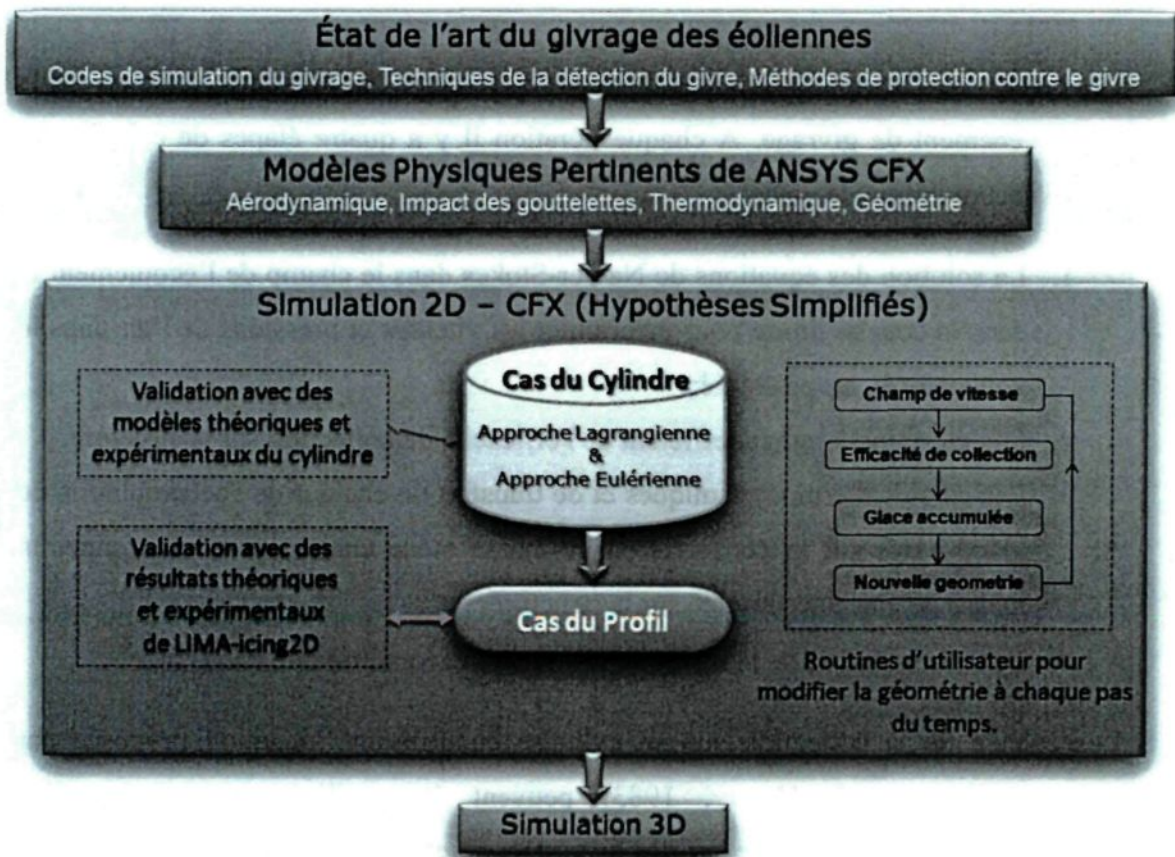 État de l'art du givrage des éoliennes
Codes de simulation du givrage, Techniques de la détection du givre, Méthodes de protection contre le givre
Modèles Physiques Pertinents de ANSYS CFX
Aérodynamique, Impact des gouttelettes, Thermodynamique, Géométrie
Simulation 2D – CFX (Hypothèses Simplifiés)
Validation avec des
modèles théoriques et
expérimentaux du cylindre
Cas du Cylindre
Approche Lagrangienne
&
Approche Eulérienne
Validation avec des
résultats théoriques
et expérimentaux
de LIMA-icing2D
Cas du Profil
Champ de vitesse
Efficacité de collection
Glace accumulée
Nouvelle geometrie
Routines d'utilisateur pour
modifier la géométrie à chaque pas
du temps.
Simulation 3D